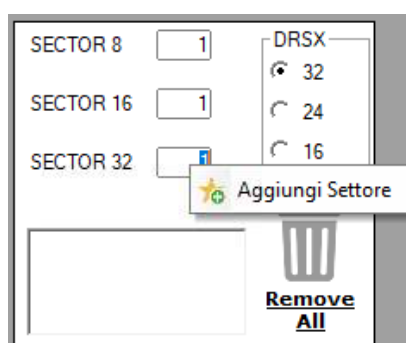 SECTOR 8 1
DRSX
32
SECTOR 16 1
24
SECTOR 32 1
16
Aggiungi Settore
Remove
All